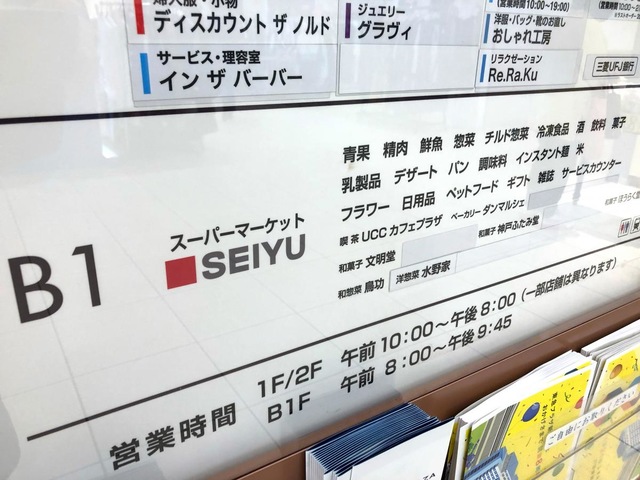 婦人服・小物
ディスカウント ザ ノルド
サービス・理容室
イン ザ バーバー
ジュエリー
グラヴィ
(営業時間10:00~19:00)
洋服・バッグ・靴のお直し
おしゃれ工房
リラクゼーション
Re.Ra.Ku
三菱UFJ銀行
B1
スーパーマーケット
SEIYU
青果 精肉 鮮魚 惣菜 チルド惣菜 冷凍食品 酒 飲料 菓子
乳製品 デザート パン 調味料 インスタント麺 米
フラワー 日用品 ペットフード ギフト 雑誌 サービスカウンター
喫茶 UCC カフェプラザ ベーカリー ダンマルシェ
和菓子 文明堂 和菓子 神戸ふたみ堂
和惣菜 鳥功 洋惣菜 水野家
営業時間
1F/2F 午前 10:00~午後 8:00 (一部店舗は異なります)
B1F 午前 8:00~午後 9:45
ご自由にお取りください